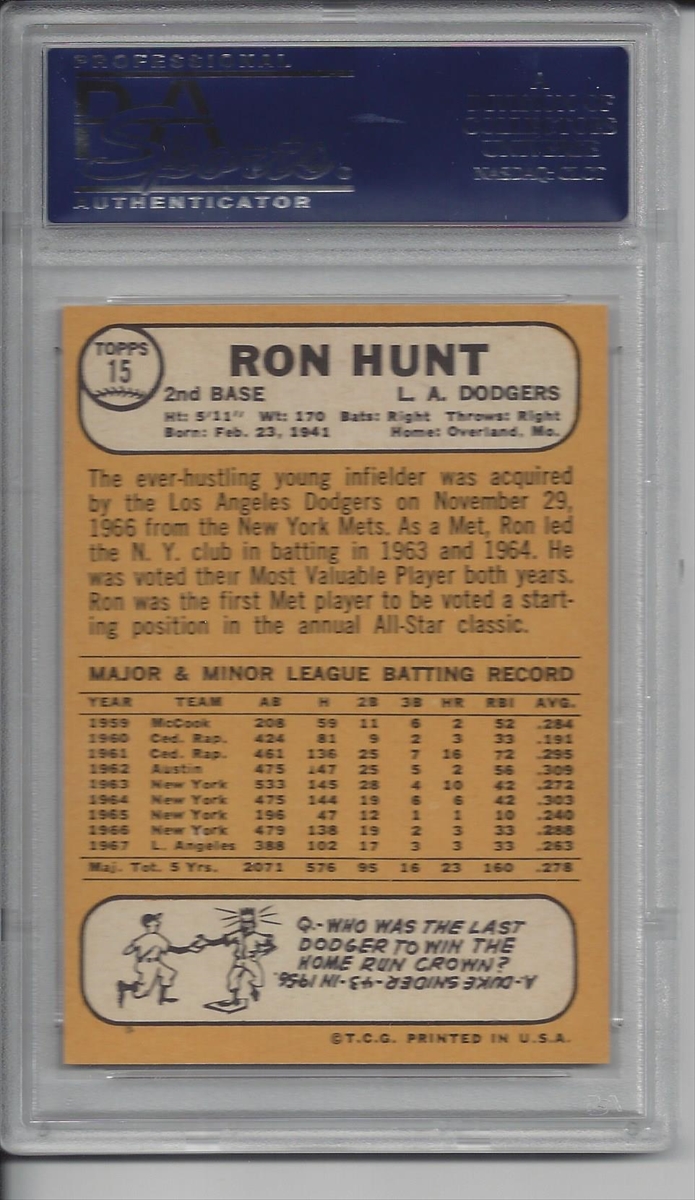 PROFESSIONAL
PSA
Sports
AUTHENTICATOR
A
DIVISION OF
COLLECTORS
UNIVERSE
NASDAQ: CLCT
TOPPS
15
RON HUNT
2nd BASE L. A. DODGERS
Ht: 5'11" Wt: 170 Bats: Right Throws: Right
Born: Feb. 23, 1941 Home: Overland, Mo.
The ever-hustling young infielder was acquired
by the Los Angeles Dodgers on November 29,
1966 from the New York Mets. As a Met, Ron led
the N. Y. club in batting in 1963 and 1964. He
was voted their Most Valuable Player both years.
Ron was the first Met player to be voted a start-
ing position in the annual All-Star classic.
MAJOR & MINOR LEAGUE BATTING RECORD
YEAR TEAM AB H 2B 3B HR RBI AVG.
1959 McCook 208 59 11 6 2 52 .284
1960 Ced. Rap. 424 81 9 2 3 33 .191
1961 Ced. Rap. 461 136 25 7 16 72 .295
1962 Austin 475 147 25 5 2 56 .309
1963 New York 533 145 28 4 10 42 .272
1964 New York 475 144 19 6 6 42 .303
1965 New York 196 47 12 1 1 10 .240
1966 New York 479 138 19 2 3 33 .288
1967 L. Angeles 388 102 17 3 3 33 .263
Maj. Tot. 5 Yrs. 2071 576 95 16 23 160 .278
Q.-WHO WAS THE LAST
DODGER TO WIN THE
HOME RUN CROWN?
A-DUKE SNIDER-43-IN 1956.
©T.C.G. PRINTED IN U.S.A.